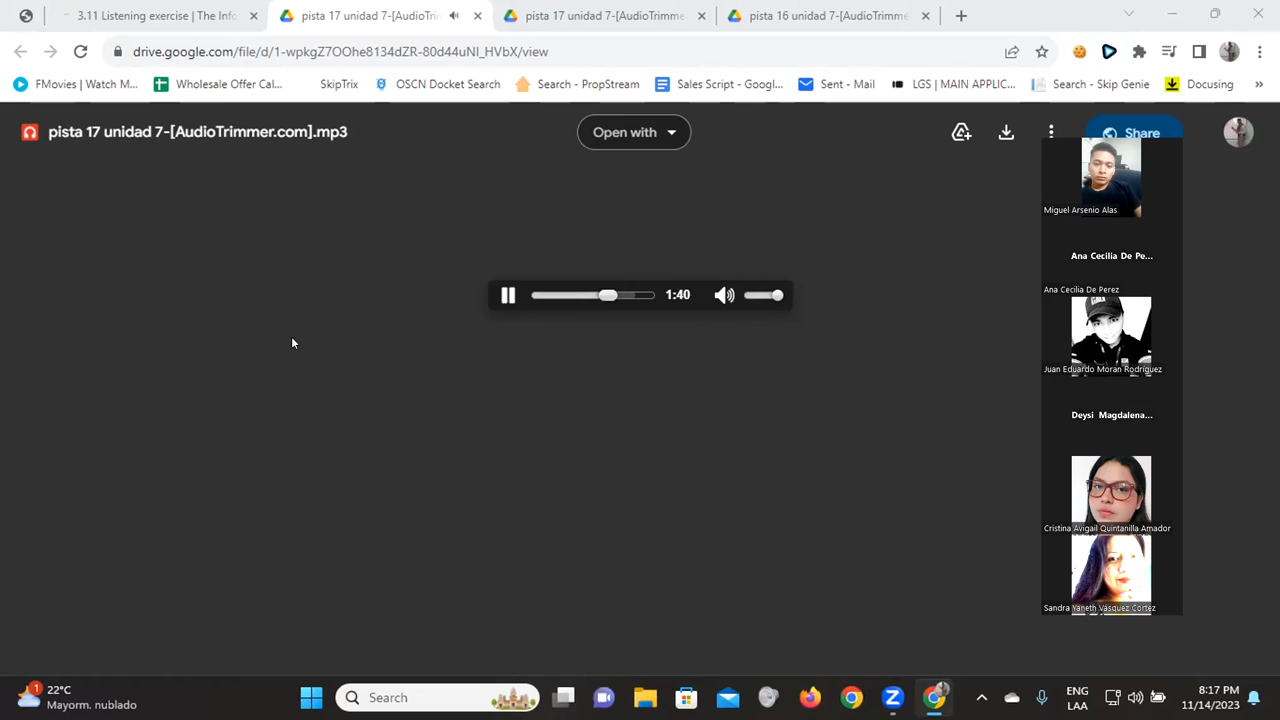 3.11 Listening exercise | The Info
pista 17 unidad 7-[AudioTri
pista 17 unidad 7-[AudioTrimme
pista 16 unidad 7-[AudioTrimme
drive.google.com/file/d/1-wpkgZ7OOhe8134dZR-80d44uNI_HVbX/view
FMovies | Watch M...
Wholesale Offer Cal...
SkipTrix
OSCN Docket Search
Search - PropStream
Sales Script - Googl...
Sent - Mail
LGS | MAIN APPLIC...
Search - Skip Genie
Docusing
»
pista 17 unidad 7-[AudioTrimmer.com].mp3
Open with
Share
Miguel Arsenio Alas
Ana Cecilia De Pe...
Ana Cecilia De Perez
1:40
Juan Eduardo Moran Rodriguez
Deysi Magdalena...
Cristina Avigail Quintanilla Amador
Sandra Yaneth Vásquez Cortez
1
22°C
Mayorm. nublado
Search
ENG
LAA
8:17 PM
11/14/2023